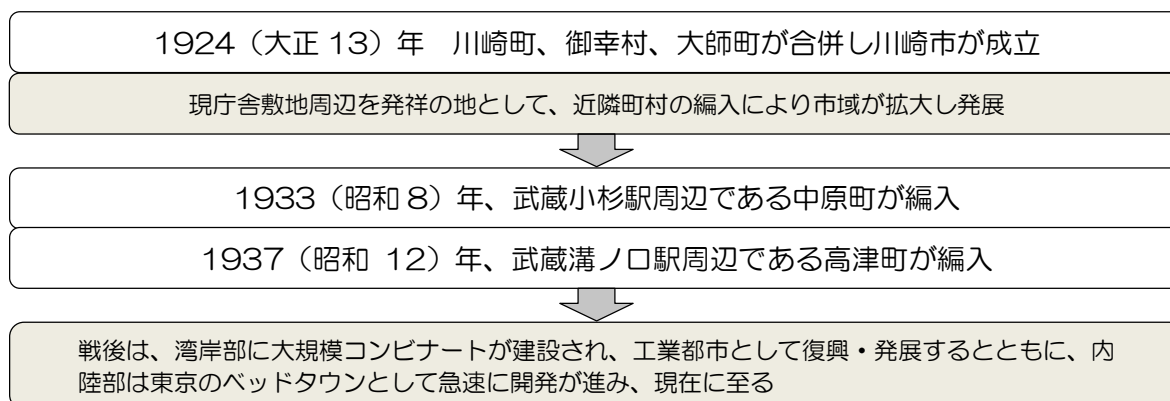 1924（大正 13）年　川崎町、御幸村、大師町が合併し川崎市が成立
現庁舎敷地周辺を発祥の地として、近隣町村の編入により市域が拡大し発展
1933（昭和 8）年、武蔵小杉駅周辺である中原町が編入
1937（昭和 12）年、武蔵溝ノ口駅周辺である高津町が編入
戦後は、湾岸部に大規模コンビナートが建設され、工業都市として復興・発展するとともに、内
陸部は東京のベッドタウンとして急速に開発が進み、現在に至る